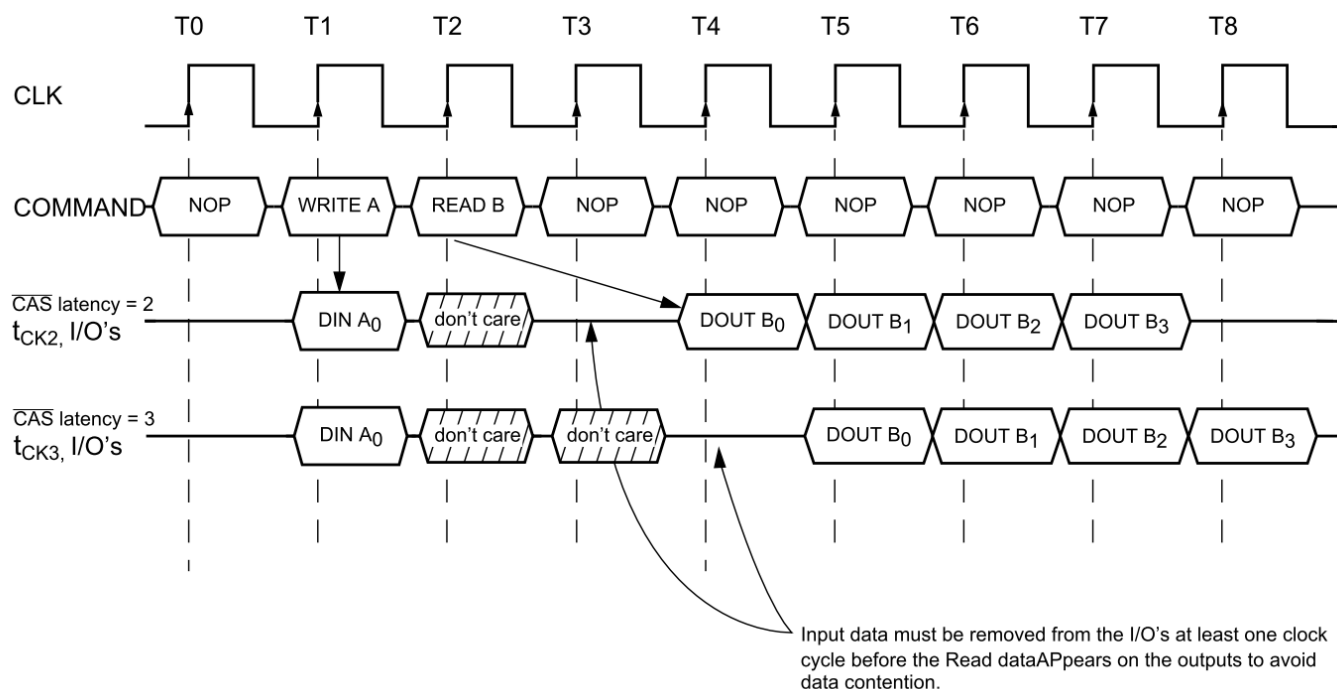 T0 T1 T2 T3 T4 T5 T6 T7 T8
CLK
COMMAND NOP WRITE A READ B NOP NOP NOP NOP NOP NOP
CAS latency = 2
tCK2, I/O's DIN A0 don't care DOUT B0 DOUT B1 DOUT B2 DOUT B3
CAS latency = 3
tCK3, I/O's DIN A0 don't care don't care DOUT B0 DOUT B1 DOUT B2 DOUT B3
Input data must be removed from the I/O's at least one clock
cycle before the Read dataAPpears on the outputs to avoid
data contention.